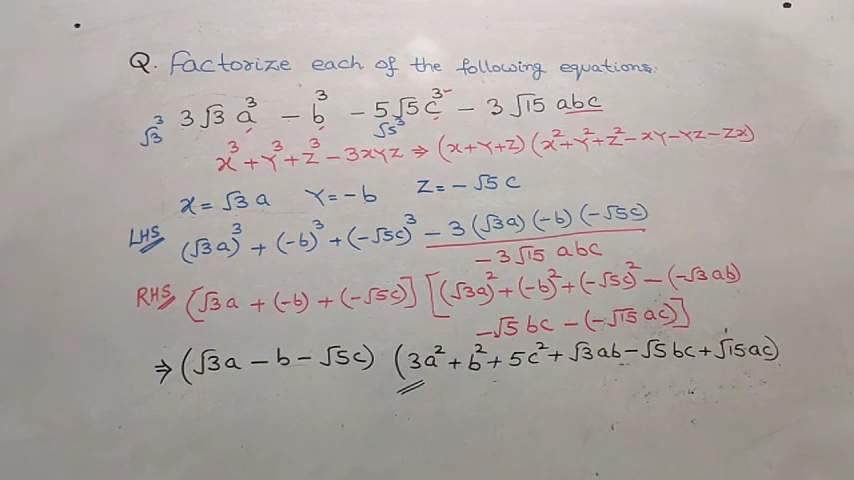 Q. Factorize each of the following equations:
3√3 a³ - b³ - 5√5 c³ - 3√15 abc
√3³ √5³
x³ + Y³ + Z³ - 3xYZ ⇒ (x+Y+Z) (x²+Y²+Z²-xY-YZ-Zx)
x = √3 a Y = -b Z = -√5 c
LHS (√3a)³ + (-b)³ + (-√5c)³ - 3 (√3a) (-b) (-√5c)
-3√15 abc
RHS [√3a + (-b) + (-√5c)] [(√3a)² + (-b)² + (-√5c)² - (-√3ab)
-√5 bc - (-√15 ac)]
⇒ (√3a - b - √5c) (3a² + b² + 5c² + √3ab - √5bc + √15ac)